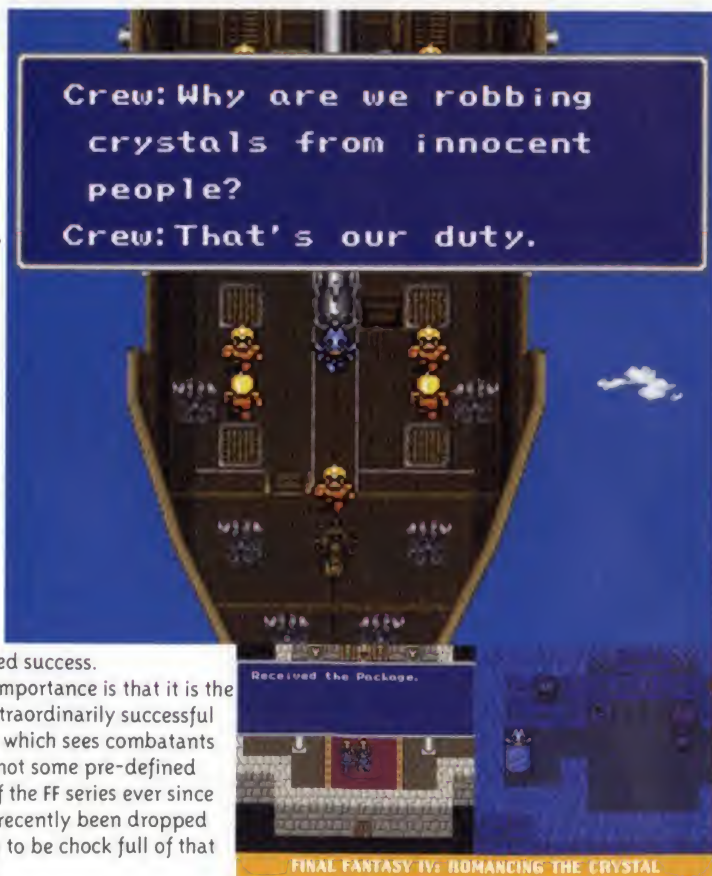 Crew:Why are we robbing
crystals from innocent
people?
Crew:That's our duty.
ed success.
mportance is that it is the
traordinarily successful
which sees combatants
not some pre-defined
f the FF series ever since
recently been dropped
to be chock full of that
Received the Package.
FINAL FANTASY IV: ROMANCING THE CRYSTAL